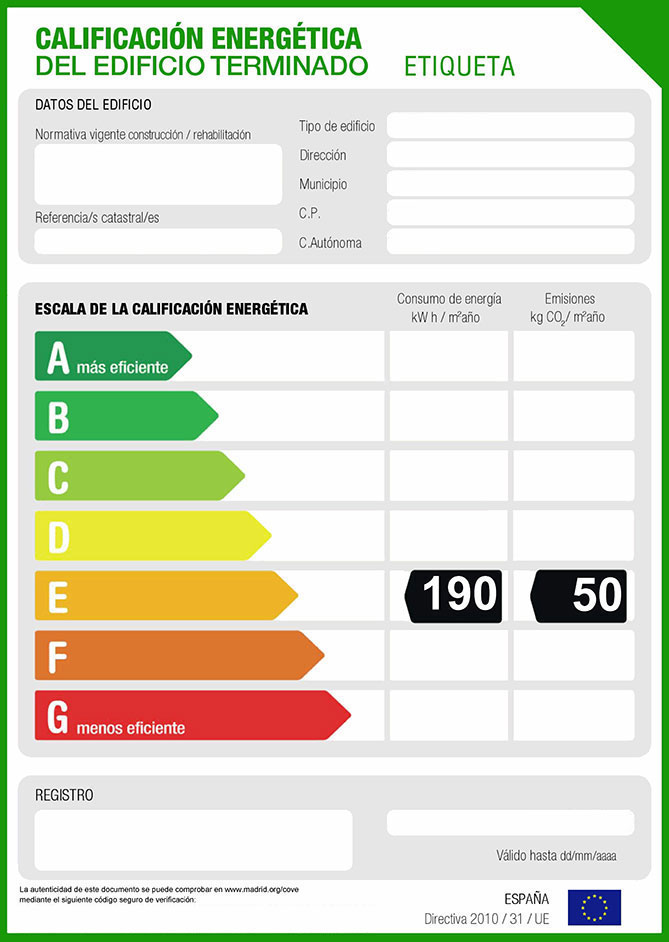 CALIFICACIÓN ENERGÉTICA
DEL EDIFICIO TERMINADO ETIQUETA
DATOS DEL EDIFICIO
Normativa vigente construcción / rehabilitación
Referencia/s catastral/es
Tipo de edificio
Dirección
Municipio
C.P.
C.Autónoma
ESCALA DE LA CALIFICACIÓN ENERGÉTICA
Consumo de energía
kW h / m²año
Emisiones
kg CO₂/ m²año
A más eficiente
B
C
D
E 190 50
F
G menos eficiente
REGISTRO
Válido hasta dd/mm/aaaa
La autenticidad de este documento se puede comprobar en www.madrid.org/cove
mediante el siguiente código seguro de verificación.
ESPAÑA
Directiva 2010 / 31 / UE